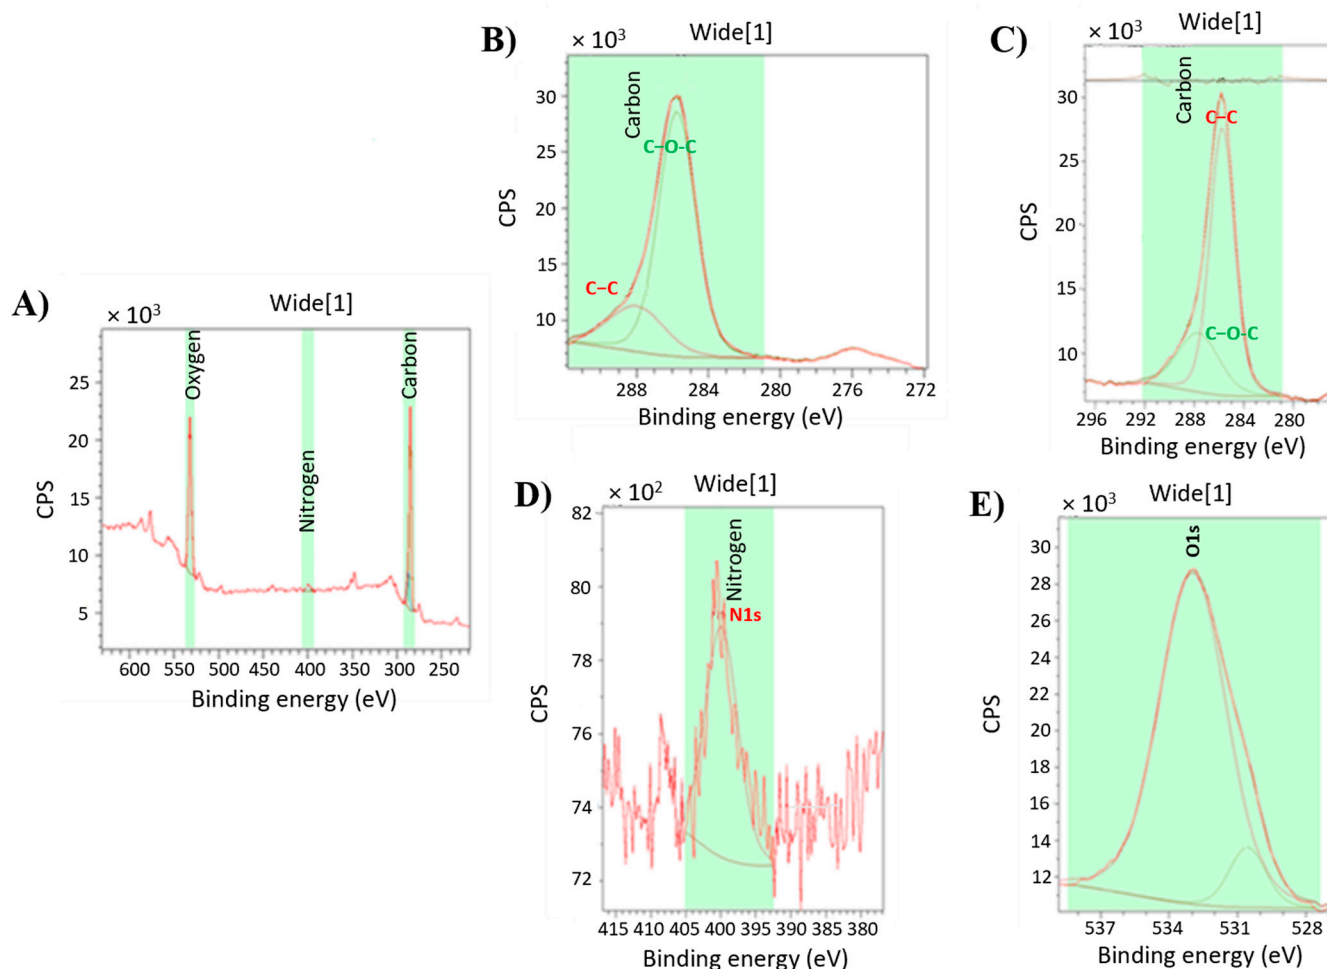 A)
Wide[1]
× 10³
Oxygen
Nitrogen
Carbon
CPS
25
20
15
10
5
600 550 500 450 400 350 300 250
Binding energy (eV)
B)
Wide[1]
× 10³
Carbon
C–O-C
C–C
CPS
30
25
20
15
10
288 284 280 276 272
Binding energy (eV)
C)
Wide[1]
× 10³
Carbon
C–C
C–O-C
CPS
30
25
30
15
10
296 292 288 284 280
Binding energy (eV)
D)
Wide[1]
× 10²
Nitrogen
N1s
CPS
82
80
78
76
74
72
415 410 405 400 395 390 385 380
Binding energy (eV)
E)
Wide[1]
× 10³
O1s
CPS
30
28
26
24
22
20
18
16
14
12
537 534 531 528
Binding energy (eV)